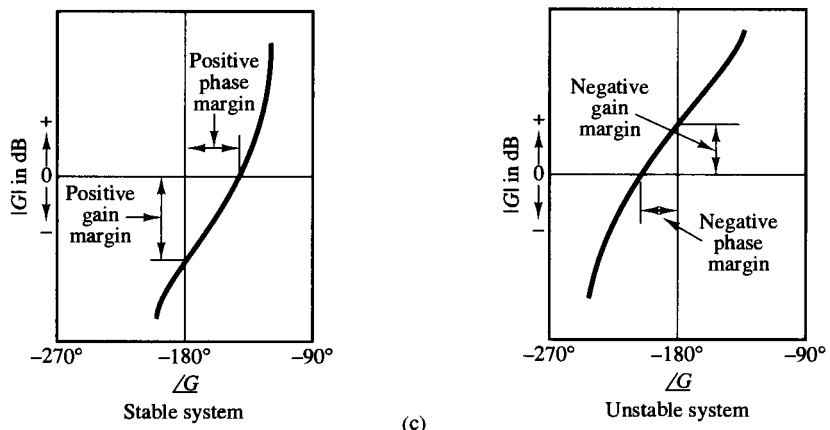 Positive
phase
margin
+
0
−
|G| in dB
Positive
gain
margin
−270°
−180°
−90°
/G
Stable system
Negative
gain
margin
+
0
−
|G| in dB
Negative
phase
margin
−270°
−180°
−90°
/G
Unstable system
(c)